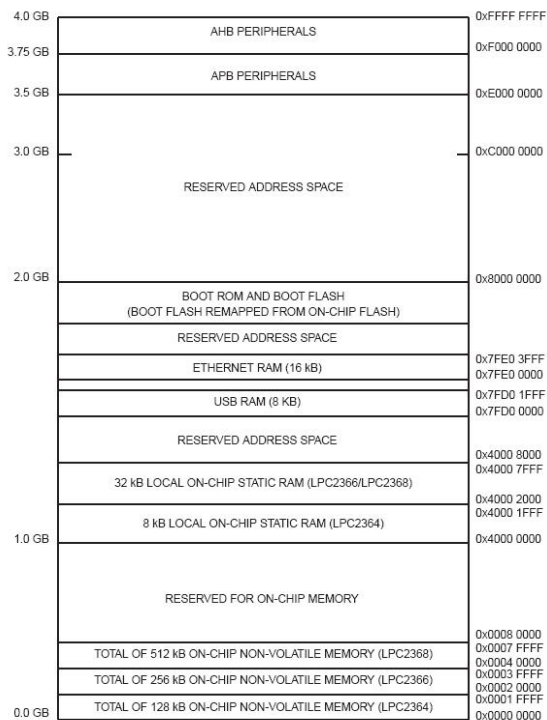 4.0 GB
AHB PERIPHERALS
0xFFFF FFFF
3.75 GB
0xF000 0000
APB PERIPHERALS
3.5 GB
0xE000 0000
3.0 GB
0xC000 0000
RESERVED ADDRESS SPACE
2.0 GB
0x8000 0000
BOOT ROM AND BOOT FLASH
(BOOT FLASH REMAPPED FROM ON-CHIP FLASH)
RESERVED ADDRESS SPACE
0x7FE0 3FFF
ETHERNET RAM (16 kB)
0x7FE0 0000
0x7FD0 1FFF
USB RAM (8 KB)
0x7FD0 0000
RESERVED ADDRESS SPACE
0x4000 8000
0x4000 7FFF
32 kB LOCAL ON-CHIP STATIC RAM (LPC2366/LPC2368)
0x4000 2000
0x4000 1FFF
8 kB LOCAL ON-CHIP STATIC RAM (LPC2364)
1.0 GB
0x4000 0000
RESERVED FOR ON-CHIP MEMORY
0x0008 0000
0x0007 FFFF
TOTAL OF 512 kB ON-CHIP NON-VOLATILE MEMORY (LPC2368)
0x0004 0000
0x0003 FFFF
TOTAL OF 256 kB ON-CHIP NON-VOLATILE MEMORY (LPC2366)
0x0002 0000
0x0001 FFFF
TOTAL OF 128 kB ON-CHIP NON-VOLATILE MEMORY (LPC2364)
0.0 GB
0x0000 0000